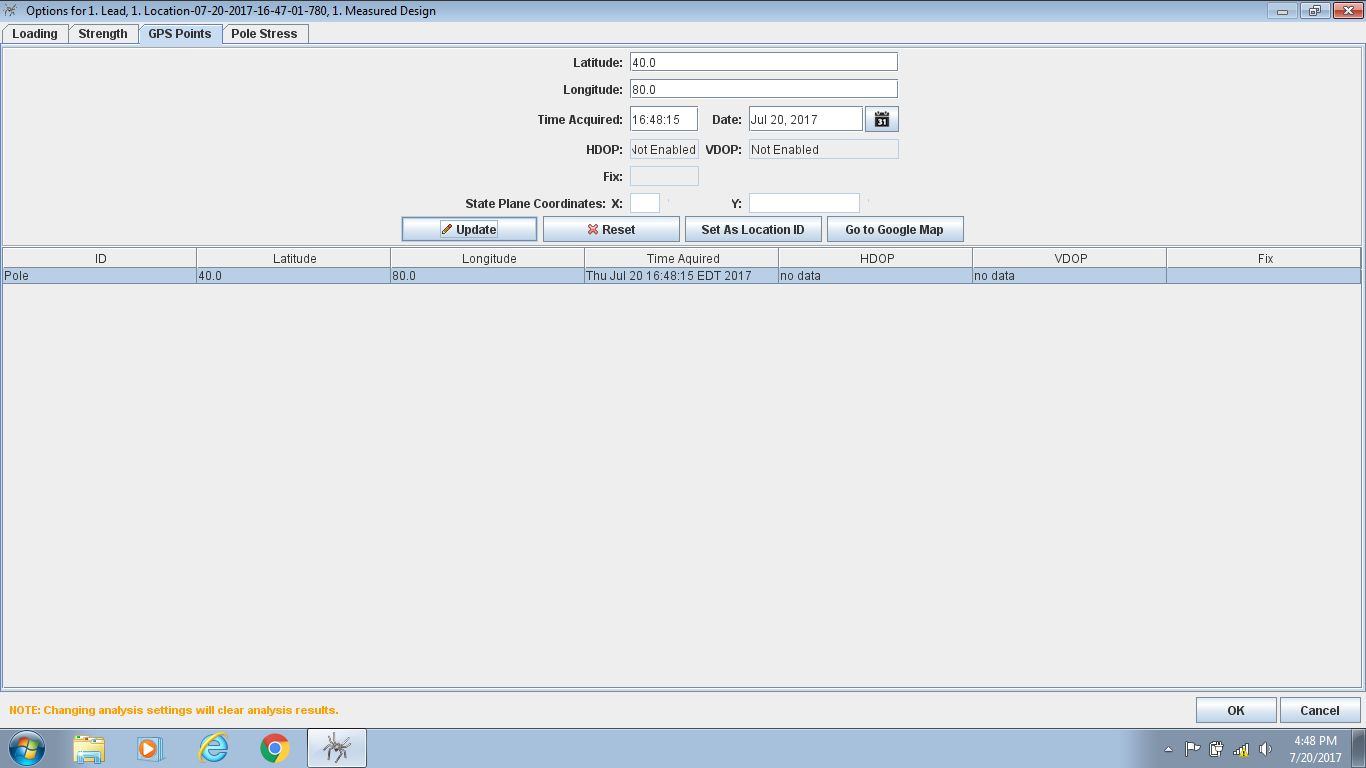 Options for 1. Lead, 1. Location-07-20-2017-16-47-01-780, 1. Measured Design
Loading Strength GPS Points Pole Stress
Latitude: 40.0
Longitude: 80.0
Time Acquired: 16:48:15 Date: Jul 20, 2017 31
HDOP: Not Enabled VDOP: Not Enabled
Fix:
State Plane Coordinates: X: ' Y: '
Update Reset Set As Location ID Go to Google Map
ID Latitude Longitude Time Aquired HDOP VDOP Fix
Pole 40.0 80.0 Thu Jul 20 16:48:15 EDT 2017 no data no data
NOTE: Changing analysis settings will clear analysis results.
OK Cancel
4:48 PM
7/20/2017